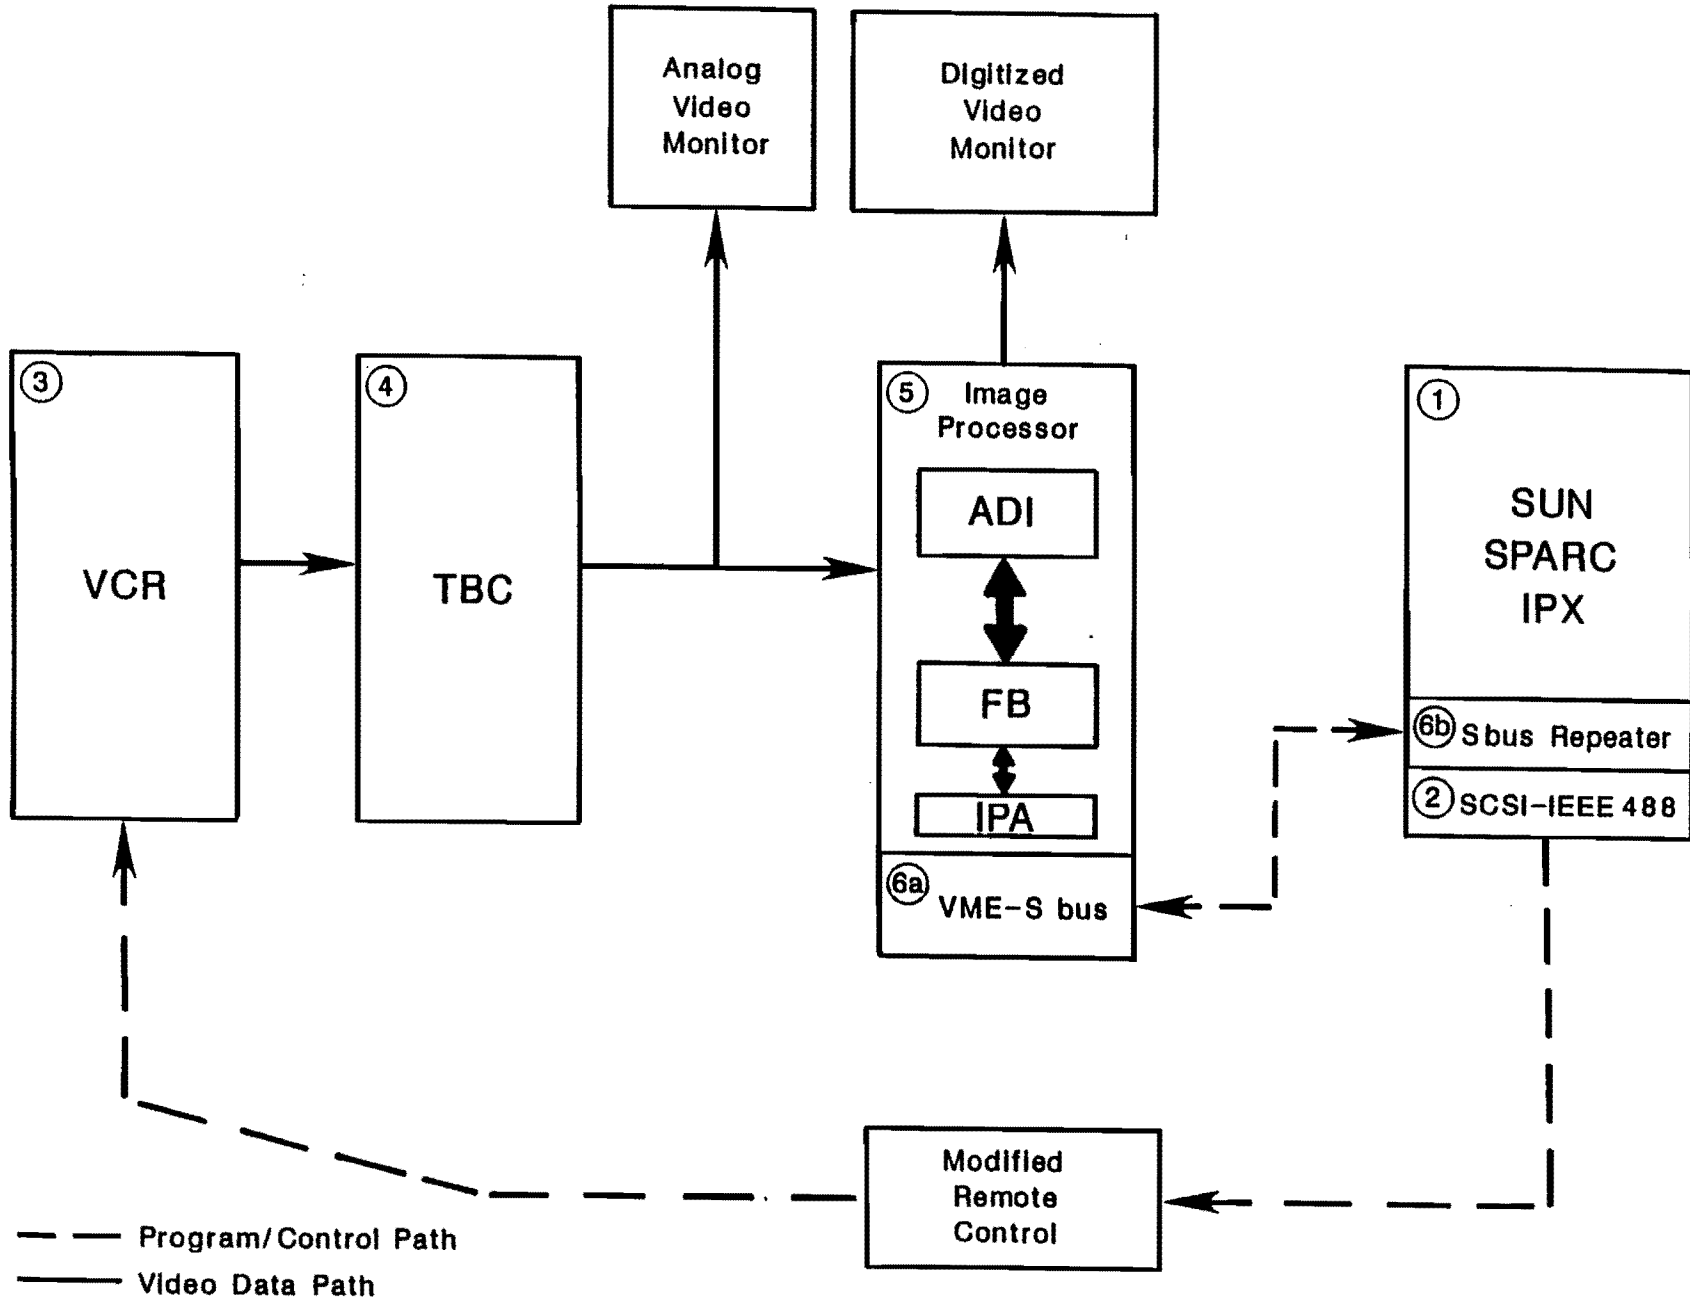 Analog
Video
Monitor
Digitized
Video
Monitor
3
VCR
4
TBC
5
Image
Processor
ADI
FB
IPA
6a
VME-S bus
1
SUN
SPARC
IPX
6b
Sbus Repeater
2
SCSI-IEEE 488
Modified
Remote
Control
Program/Control Path
Video Data Path